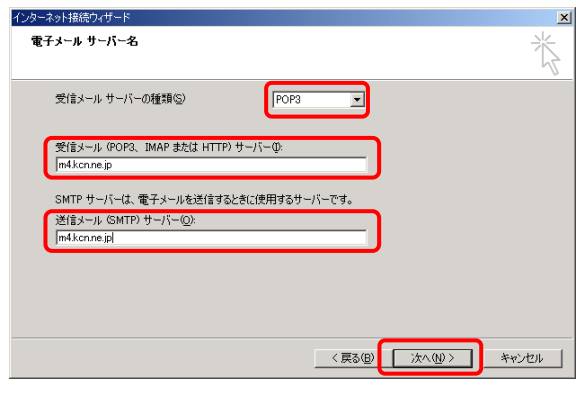 インターネット接続ウィザード
電子メール サーバー名
受信メール サーバーの種類(S)
POP3
受信メール (POP3、IMAP または HTTP) サーバー(I):
m4.kcn.ne.jp
SMTP サーバーは、電子メールを送信するときに使用するサーバーです。
送信メール (SMTP) サーバー(O):
m4.kcn.ne.jp
< 戻る(B)
次へ(N) >
キャンセル